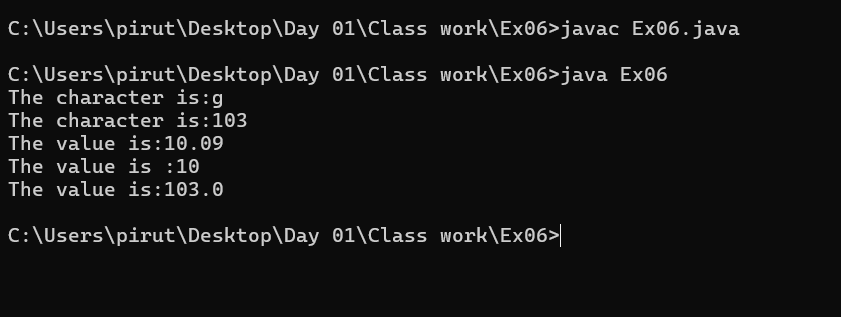 C:\Users\pirut\Desktop\Day 01\Class work\Ex06>javac Ex06.java
C:\Users\pirut\Desktop\Day 01\Class work\Ex06>java Ex06
The character is:g
The character is:103
The value is:10.09
The value is :10
The value is:103.0
C:\Users\pirut\Desktop\Day 01\Class work\Ex06>